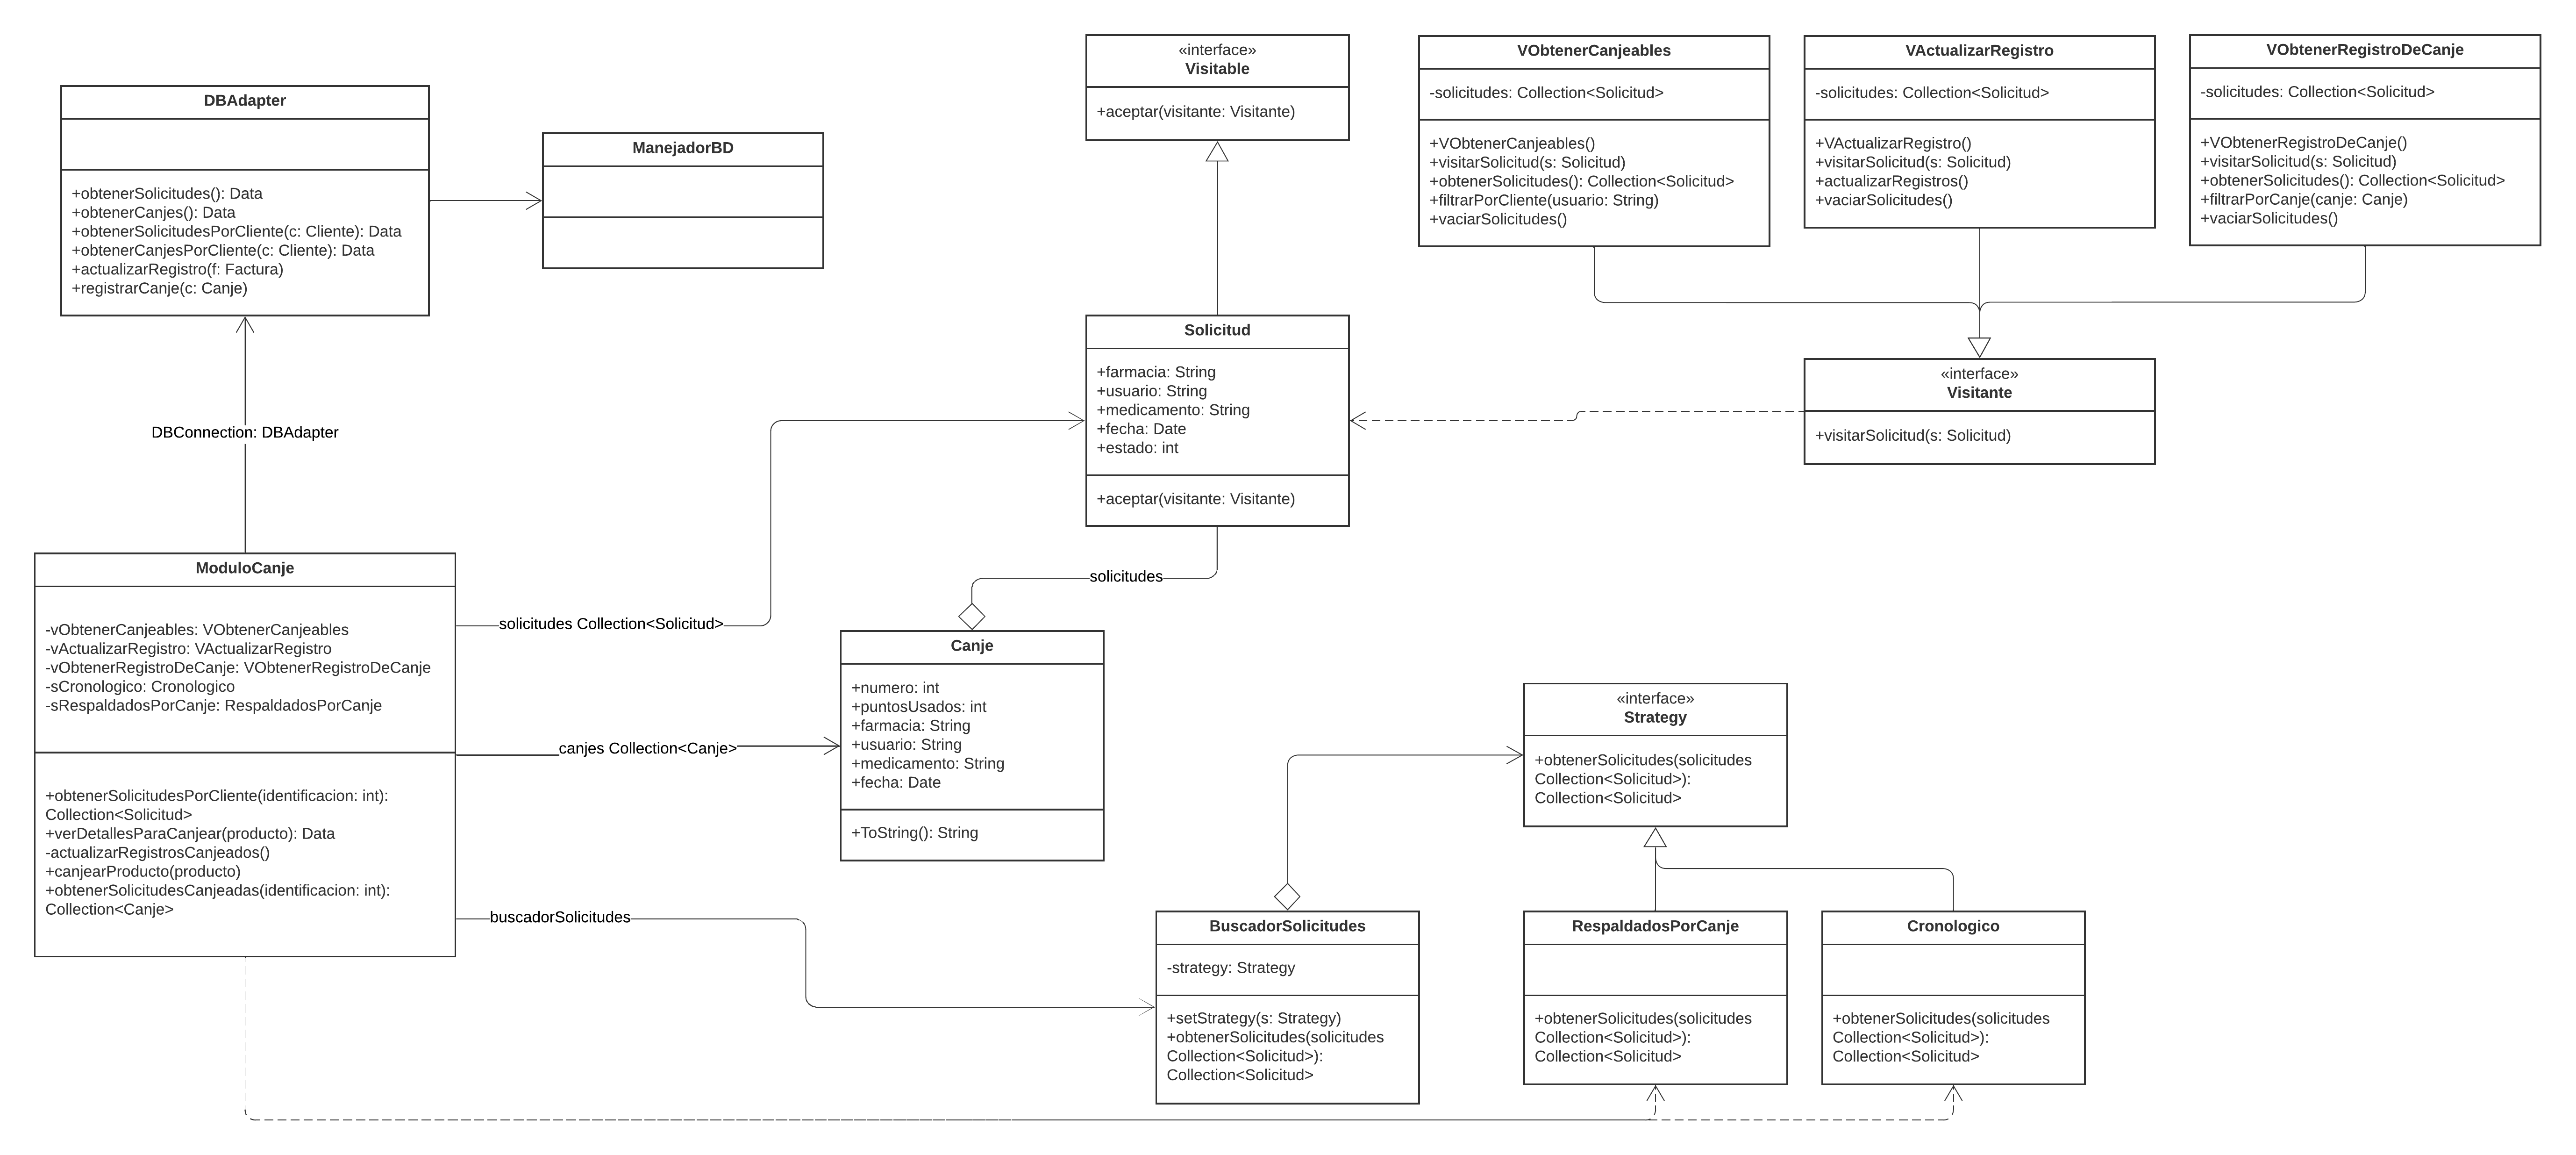 DBAdapter
+obtenerSolicitudes(): Data
+obtenerCanjes(): Data
+obtenerSolicitudesPorCliente(c: Cliente): Data
+obtenerCanjesPorCliente(c: Cliente): Data
+actualizarRegistro(f: Factura)
+registrarCanje(c: Canje)
ManejadorBD
«interface»
Visitable
+aceptar(visitante: Visitante)
VObtenerCanjeables
-solicitudes: Collection<Solicitud>
+VObtenerCanjeables()
+visitarSolicitud(s: Solicitud)
+obtenerSolicitudes(): Collection<Solicitud>
+filtrarPorCliente(usuario: String)
+vaciarSolicitudes()
VActualizarRegistro
-solicitudes: Collection<Solicitud>
+VActualizarRegistro()
+visitarSolicitud(s: Solicitud)
+actualizarRegistros()
+vaciarSolicitudes()
VObtenerRegistroDeCanje
-solicitudes: Collection<Solicitud>
+VObtenerRegistroDeCanje()
+visitarSolicitud(s: Solicitud)
+obtenerSolicitudes(): Collection<Solicitud>
+filtrarPorCanje(canje: Canje)
+vaciarSolicitudes()
Solicitud
+farmacia: String
+usuario: String
+medicamento: String
+fecha: Date
+estado: int
+aceptar(visitante: Visitante)
«interface»
Visitante
+visitarSolicitud(s: Solicitud)
DBConnection: DBAdapter
ModuloCanje
-vObtenerCanjeables: VObtenerCanjeables
-vActualizarRegistro: VActualizarRegistro
-vObtenerRegistroDeCanje: VObtenerRegistroDeCanje
-sCronologico: Cronologico
-sRespaldadosPorCanje: RespaldadosPorCanje
+obtenerSolicitudesPorCliente(identificacion: int):
Collection<Solicitud>
+verDetallesParaCanjear(producto): Data
-actualizarRegistrosCanjeados()
+canjearProducto(producto)
+obtenerSolicitudesCanjeadas(identificacion: int):
Collection<Canje>
solicitudes Collection<Solicitud>
solicitudes
canjes Collection<Canje>
buscadorSolicitudes
Canje
+numero: int
+puntosUsados: int
+farmacia: String
+usuario: String
+medicamento: String
+fecha: Date
+ToString(): String
«interface»
Strategy
+obtenerSolicitudes(solicitudes
Collection<Solicitud>):
Collection<Solicitud>
BuscadorSolicitudes
-strategy: Strategy
+setStrategy(s: Strategy)
+obtenerSolicitudes(solicitudes
Collection<Solicitud>):
Collection<Solicitud>
RespaldadosPorCanje
+obtenerSolicitudes(solicitudes
Collection<Solicitud>):
Collection<Solicitud>
Cronologico
+obtenerSolicitudes(solicitudes
Collection<Solicitud>):
Collection<Solicitud>